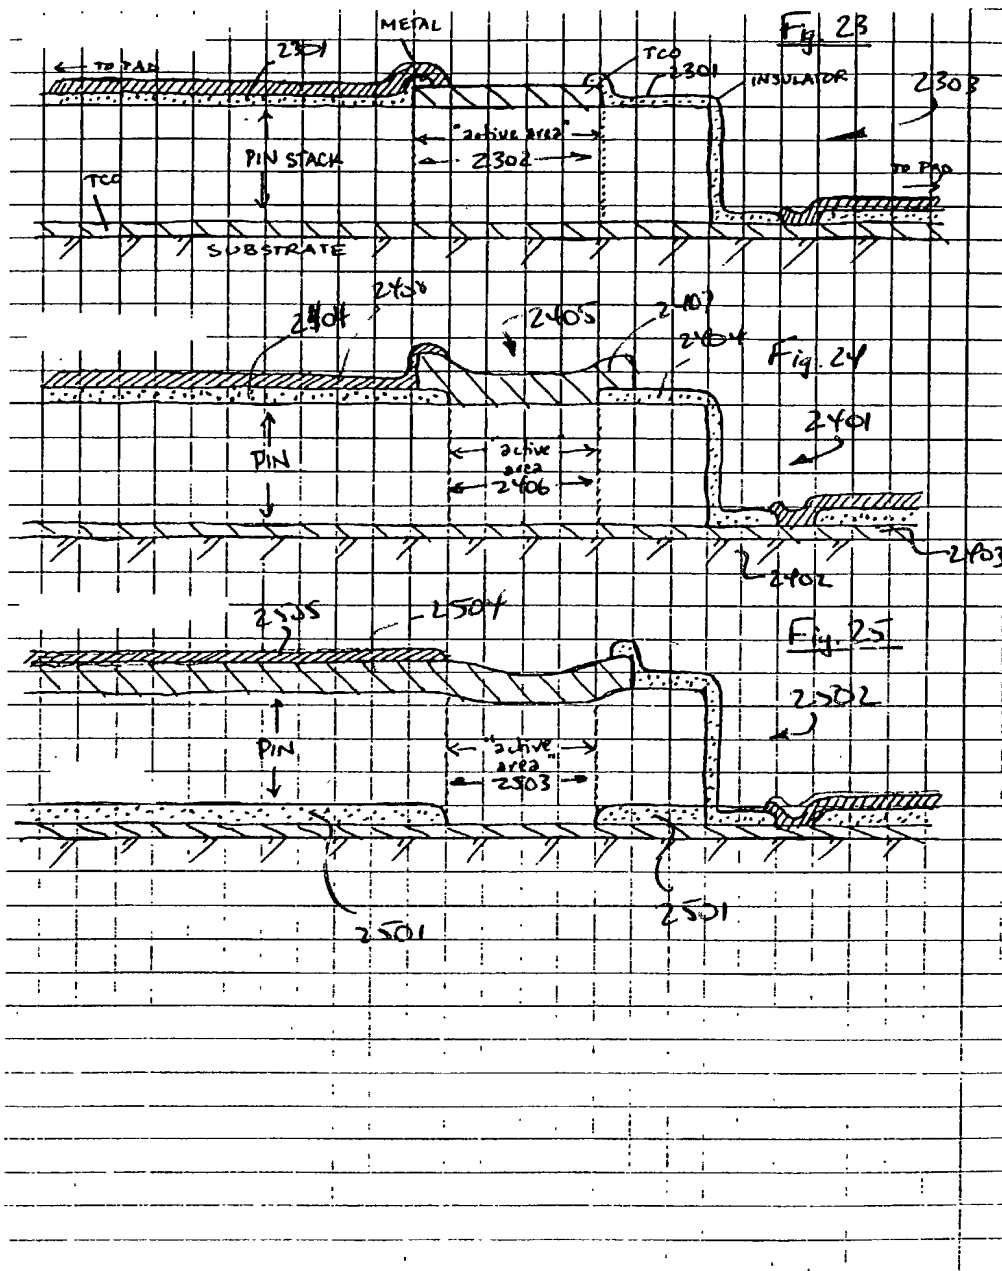 METAL
Fig. 23
2301
TCO
← TO PAD
2301
INSULATOR
2303
"active area"
2302
PIN STACK
TO PAD
TCO
SUBSTRATE
2408
2404
2405
2407
2404
Fig. 24
2401
"active
area
2406
PIN
2403
2402
2505
2504
Fig. 25
2502
"active
area"
2503
PIN
2501
2501